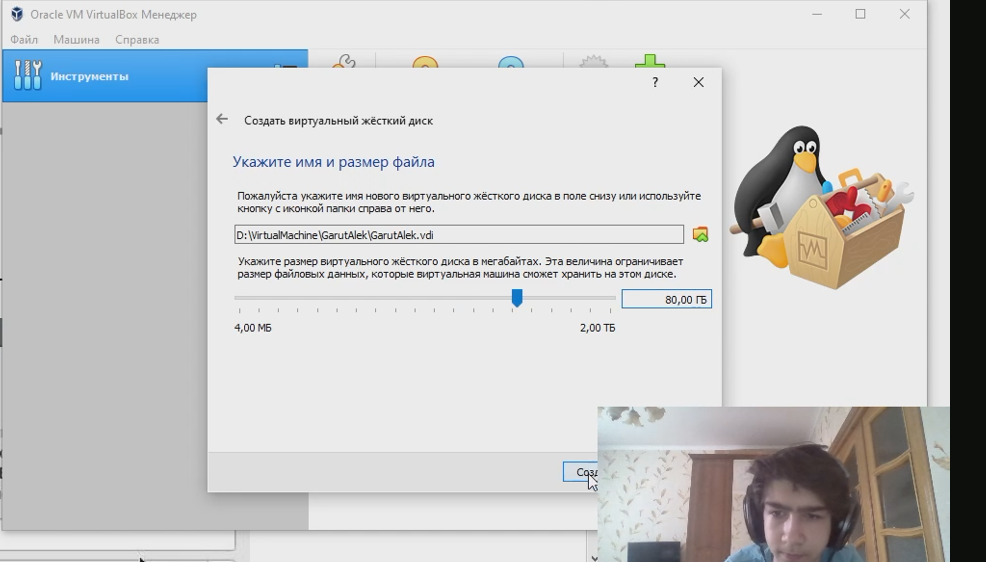 Oracle VM VirtualBox Менеджер
Файл Машина Справка
Инструменты
?
Создать виртуальный жёсткий диск
Укажите имя и размер файла
Пожалуйста укажите имя нового виртуального жёсткого диска в поле снизу или используйте
кнопку с иконкой папки справа от него.
D:\VirtualMachine\GarutAlek\GarutAlek.vdi
Укажите размер виртуального жёсткого диска в мегабайтах. Эта величина ограничивает
размер файловых данных, которые виртуальная машина сможет хранить на этом диске.
80,00 ГБ
4,00 МБ 2,00 ТБ